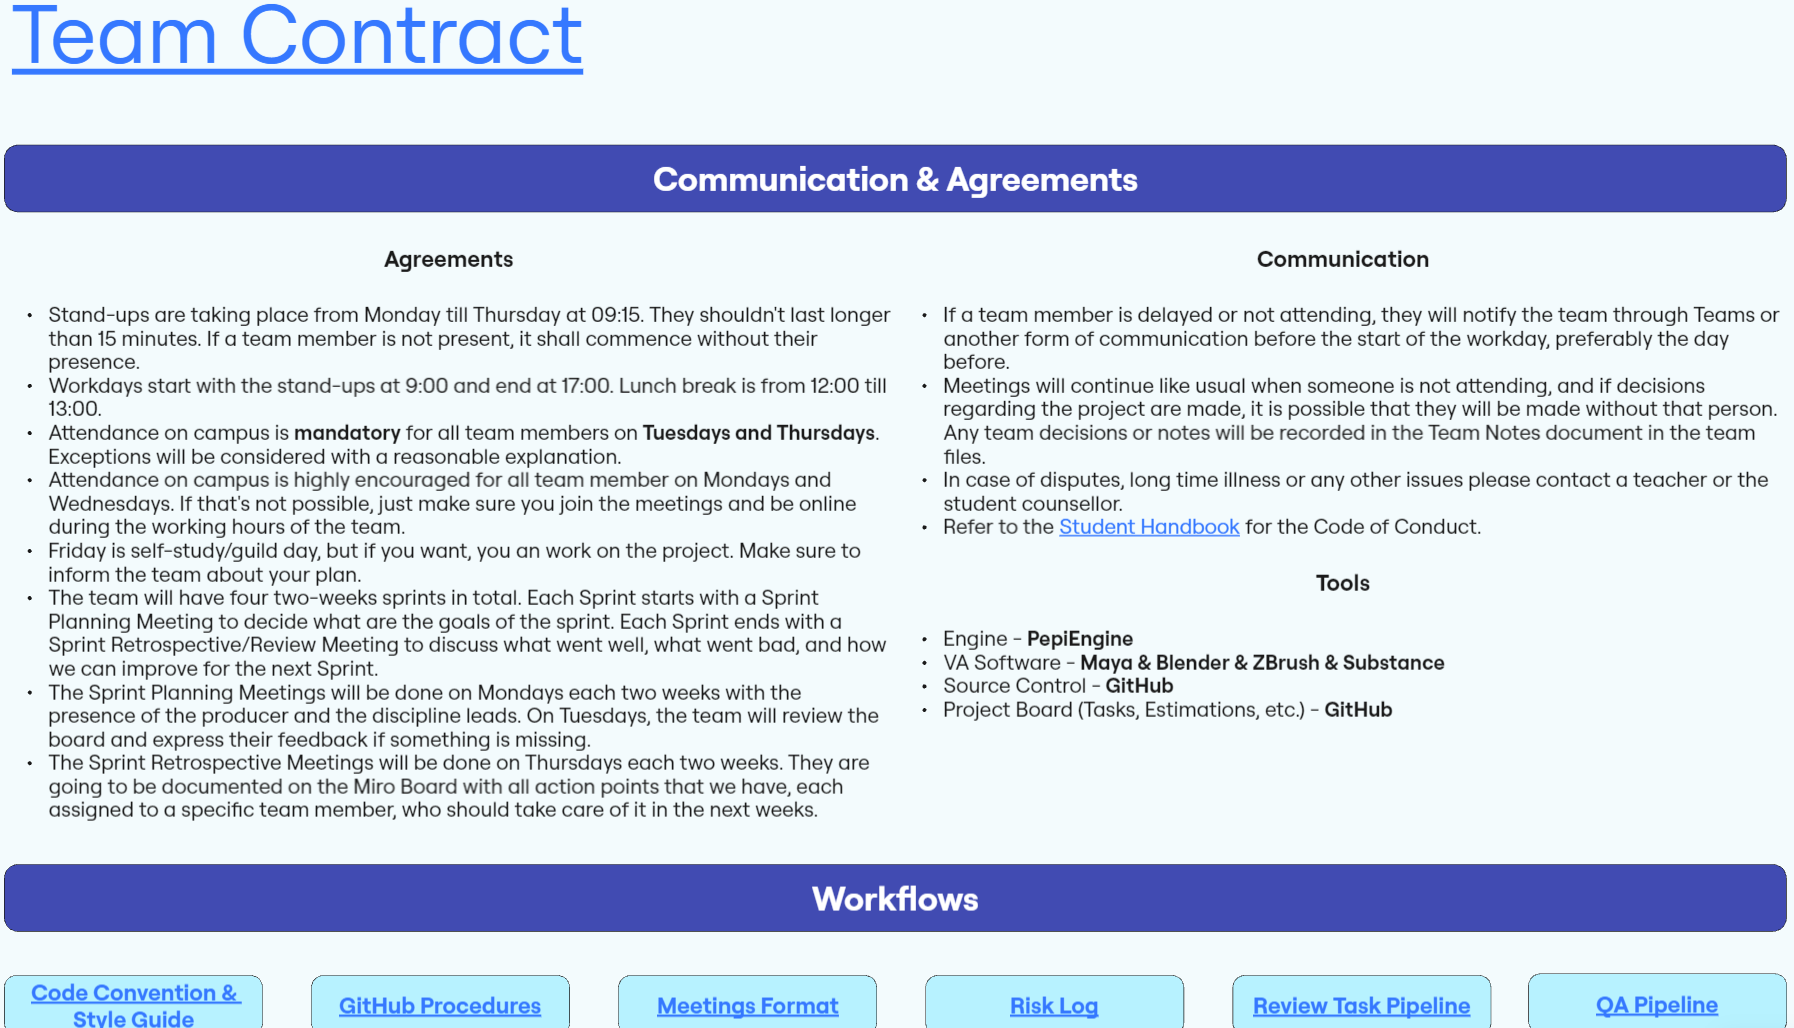 Team Contract
Communication & Agreements
Agreements
• Stand-ups are taking place from Monday till Thursday at 09:15. They shouldn't last longer
than 15 minutes. If a team member is not present, it shall commence without their
presence.
• Workdays start with the stand-ups at 9:00 and end at 17:00. Lunch break is from 12:00 till
13:00.
• Attendance on campus is mandatory for all team members on Tuesdays and Thursdays.
Exceptions will be considered with a reasonable explanation.
• Attendance on campus is highly encouraged for all team member on Mondays and
Wednesdays. If that's not possible, just make sure you join the meetings and be online
during the working hours of the team.
• Friday is self-study/guild day, but if you want, you an work on the project. Make sure to
inform the team about your plan.
• The team will have four two-weeks sprints in total. Each Sprint starts with a Sprint
Planning Meeting to decide what are the goals of the sprint. Each Sprint ends with a
Sprint Retrospective/Review Meeting to discuss what went well, what went bad, and how
we can improve for the next Sprint.
• The Sprint Planning Meetings will be done on Mondays each two weeks with the
presence of the producer and the discipline leads. On Tuesdays, the team will review the
board and express their feedback if something is missing.
• The Sprint Retrospective Meetings will be done on Thursdays each two weeks. They are
going to be documented on the Miro Board with all action points that we have, each
assigned to a specific team member, who should take care of it in the next weeks.
Communication
• If a team member is delayed or not attending, they will notify the team through Teams or
another form of communication before the start of the workday, preferably the day
before.
• Meetings will continue like usual when someone is not attending, and if decisions
regarding the project are made, it is possible that they will be made without that person.
Any team decisions or notes will be recorded in the Team Notes document in the team
files.
• In case of disputes, long time illness or any other issues please contact a teacher or the
student counsellor.
• Refer to the Student Handbook for the Code of Conduct.
Tools
• Engine - PepiEngine
• VA Software - Maya & Blender & ZBrush & Substance
• Source Control - GitHub
• Project Board (Tasks, Estimations, etc.) - GitHub
Workflows
Code Convention &
Style Guide
GitHub Procedures
Meetings Format
Risk Log
Review Task Pipeline
QA Pipeline